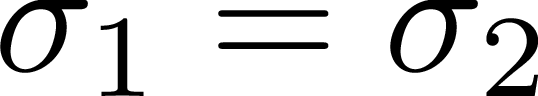 σ₁ = σ₂